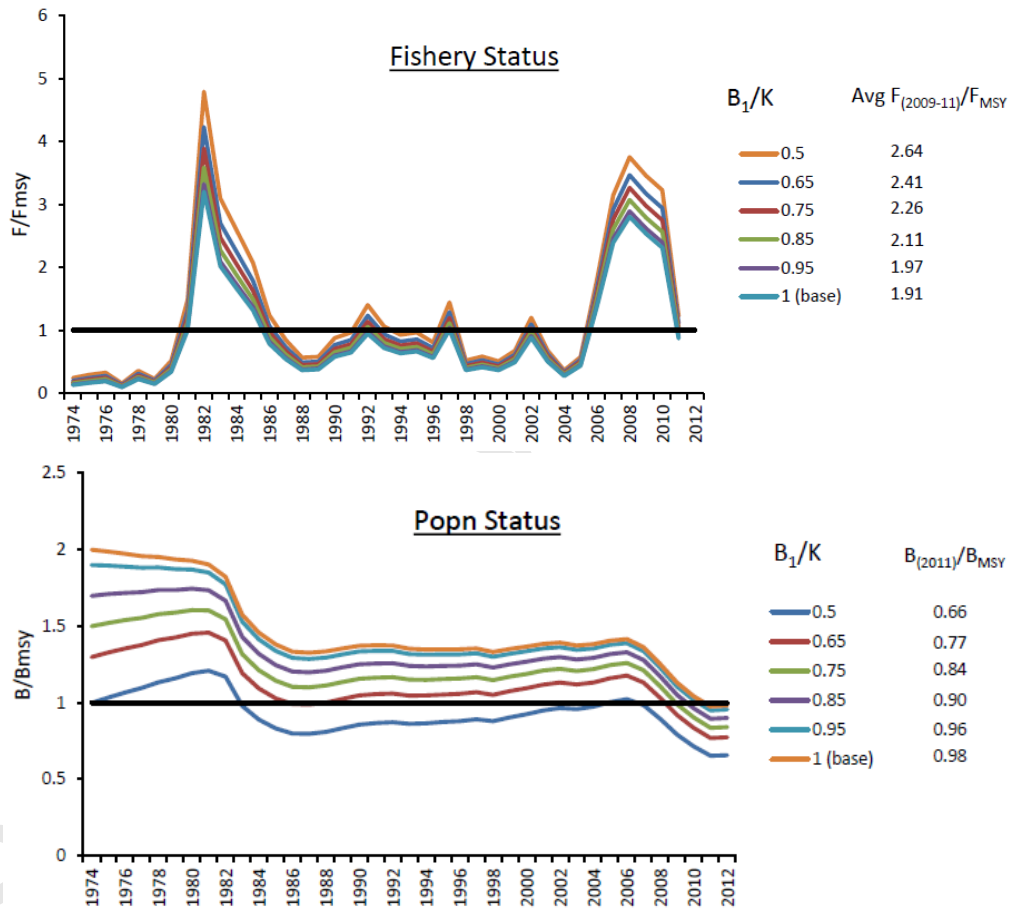 Fishery Status
F/Fmsy
6
5
4
3
2
1
0
1974 1976 1978 1980 1982 1984 1986 1988 1990 1992 1994 1996 1998 2000 2002 2004 2006 2008 2010 2012
B1/K Avg F(2009-11)/FMSY
0.5 2.64
0.65 2.41
0.75 2.26
0.85 2.11
0.95 1.97
1 (base) 1.91
Popn Status
B/Bmsy
2.5
2
1.5
1
0.5
0
1974 1976 1978 1980 1982 1984 1986 1988 1990 1992 1994 1996 1998 2000 2002 2004 2006 2008 2010 2012
B1/K B(2011)/BMSY
0.5 0.66
0.65 0.77
0.75 0.84
0.85 0.90
0.95 0.96
1 (base) 0.98